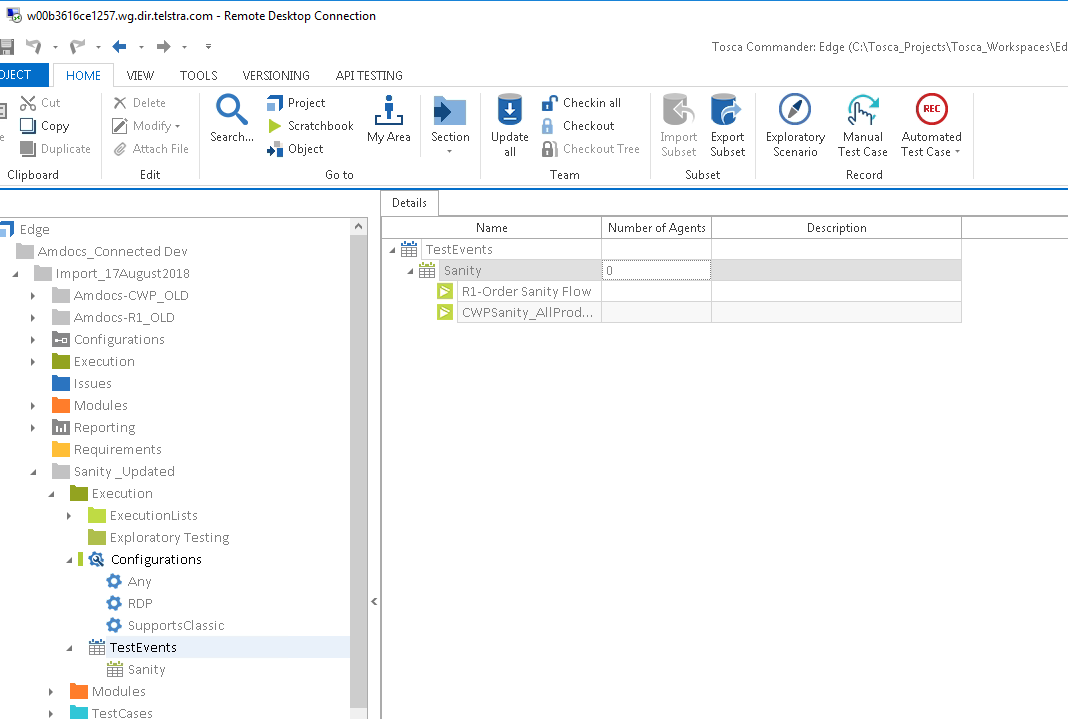 w00b3616ce1257.wg.dir.telstra.com - Remote Desktop Connection
Tosca Commander: Edge (C:\Tosca_Projects\Tosca_Workspaces\Ed
OJECT HOME VIEW TOOLS VERSIONING API TESTING
Cut
Copy
Duplicate
Clipboard
Delete
Modify
Attach File
Edit
Search...
Project
Scratchbook
Object
My Area
Section
Go to
Update all
Checkin all
Checkout
Checkout Tree
Team
Import Subset
Export Subset
Subset
Exploratory Scenario
Manual Test Case
REC
Automated Test Case
Record
Edge
Amdocs_Connected Dev
Import_17August2018
Amdocs-CWP_OLD
Amdocs-R1_OLD
Configurations
Execution
Issues
Modules
Reporting
Requirements
Sanity _Updated
Execution
ExecutionLists
Exploratory Testing
Configurations
Any
RDP
SupportsClassic
TestEvents
Sanity
Modules
TestCases
Details
Name Number of Agents Description
TestEvents
Sanity 0
R1-Order Sanity Flow
CWPSanity_AllProd...